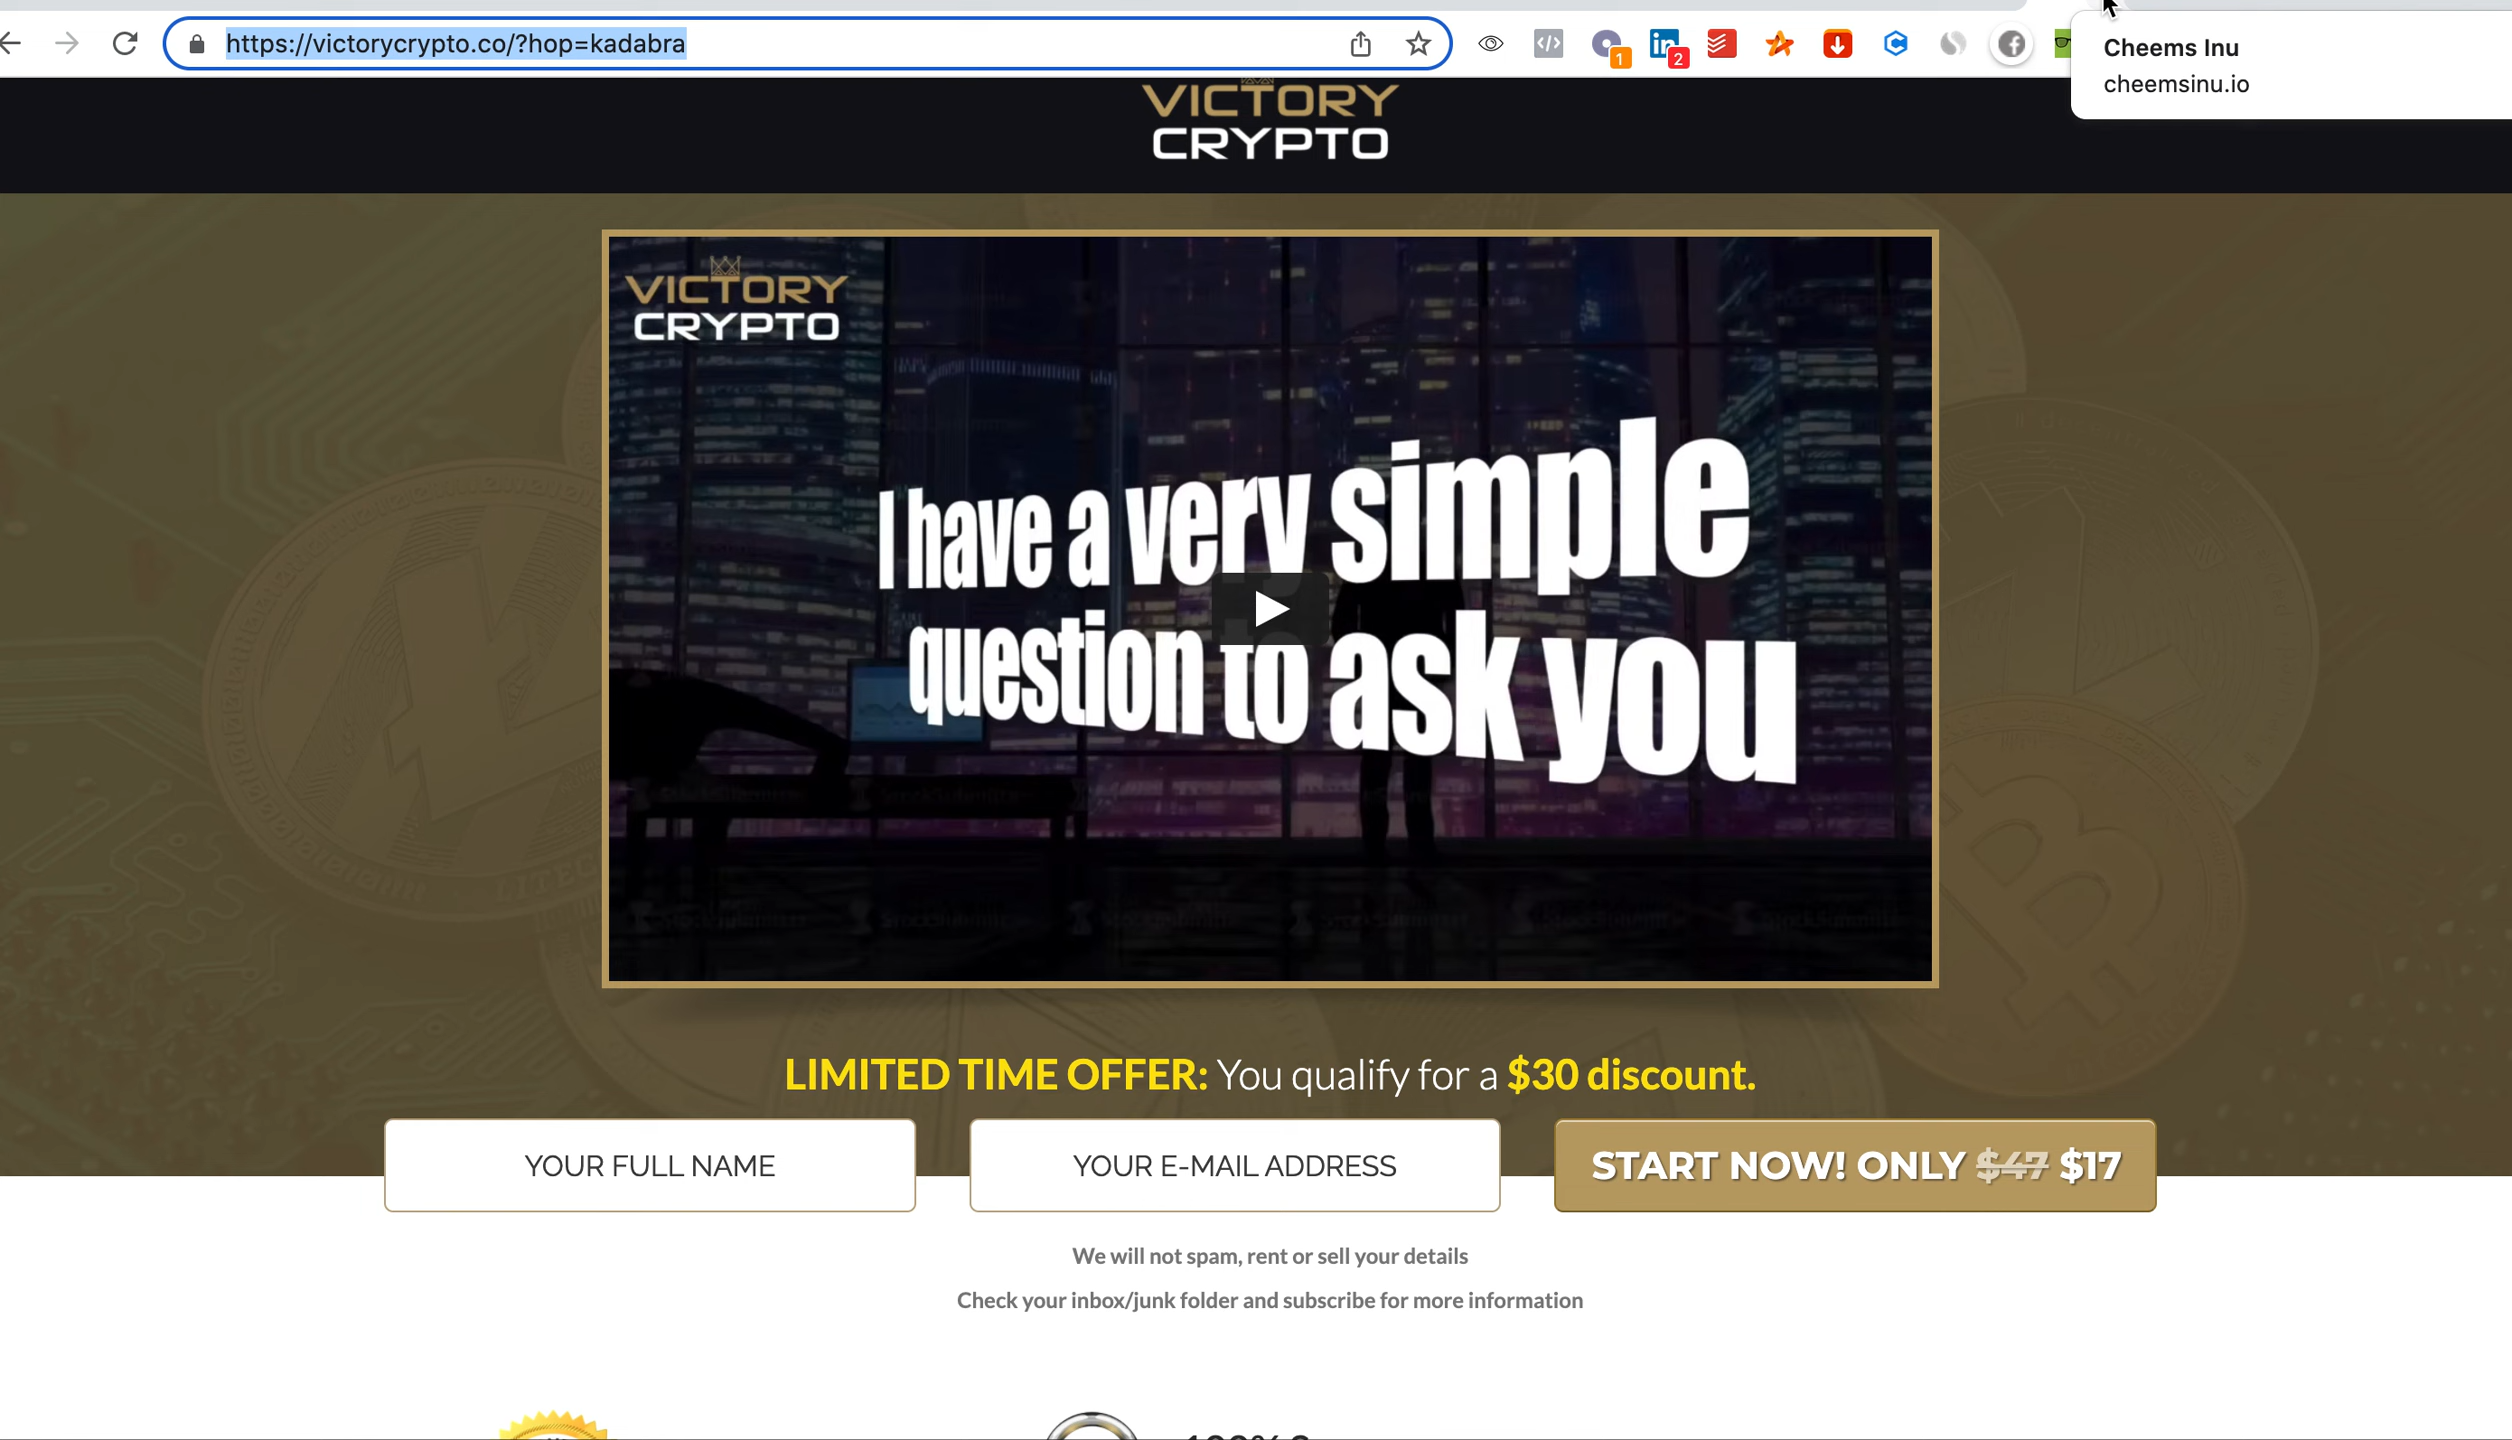 https://victorycrypto.co/?hop=kadabra
1
2
Cheems Inu
cheemsinu.io
VICTORY
CRYPTO
VICTORY
CRYPTO
I have a very simple
question to ask you
LIMITED TIME OFFER: You qualify for a $30 discount.
YOUR FULL NAME
YOUR E-MAIL ADDRESS
START NOW! ONLY $47 $17
We will not spam, rent or sell your details
Check your inbox/junk folder and subscribe for more information